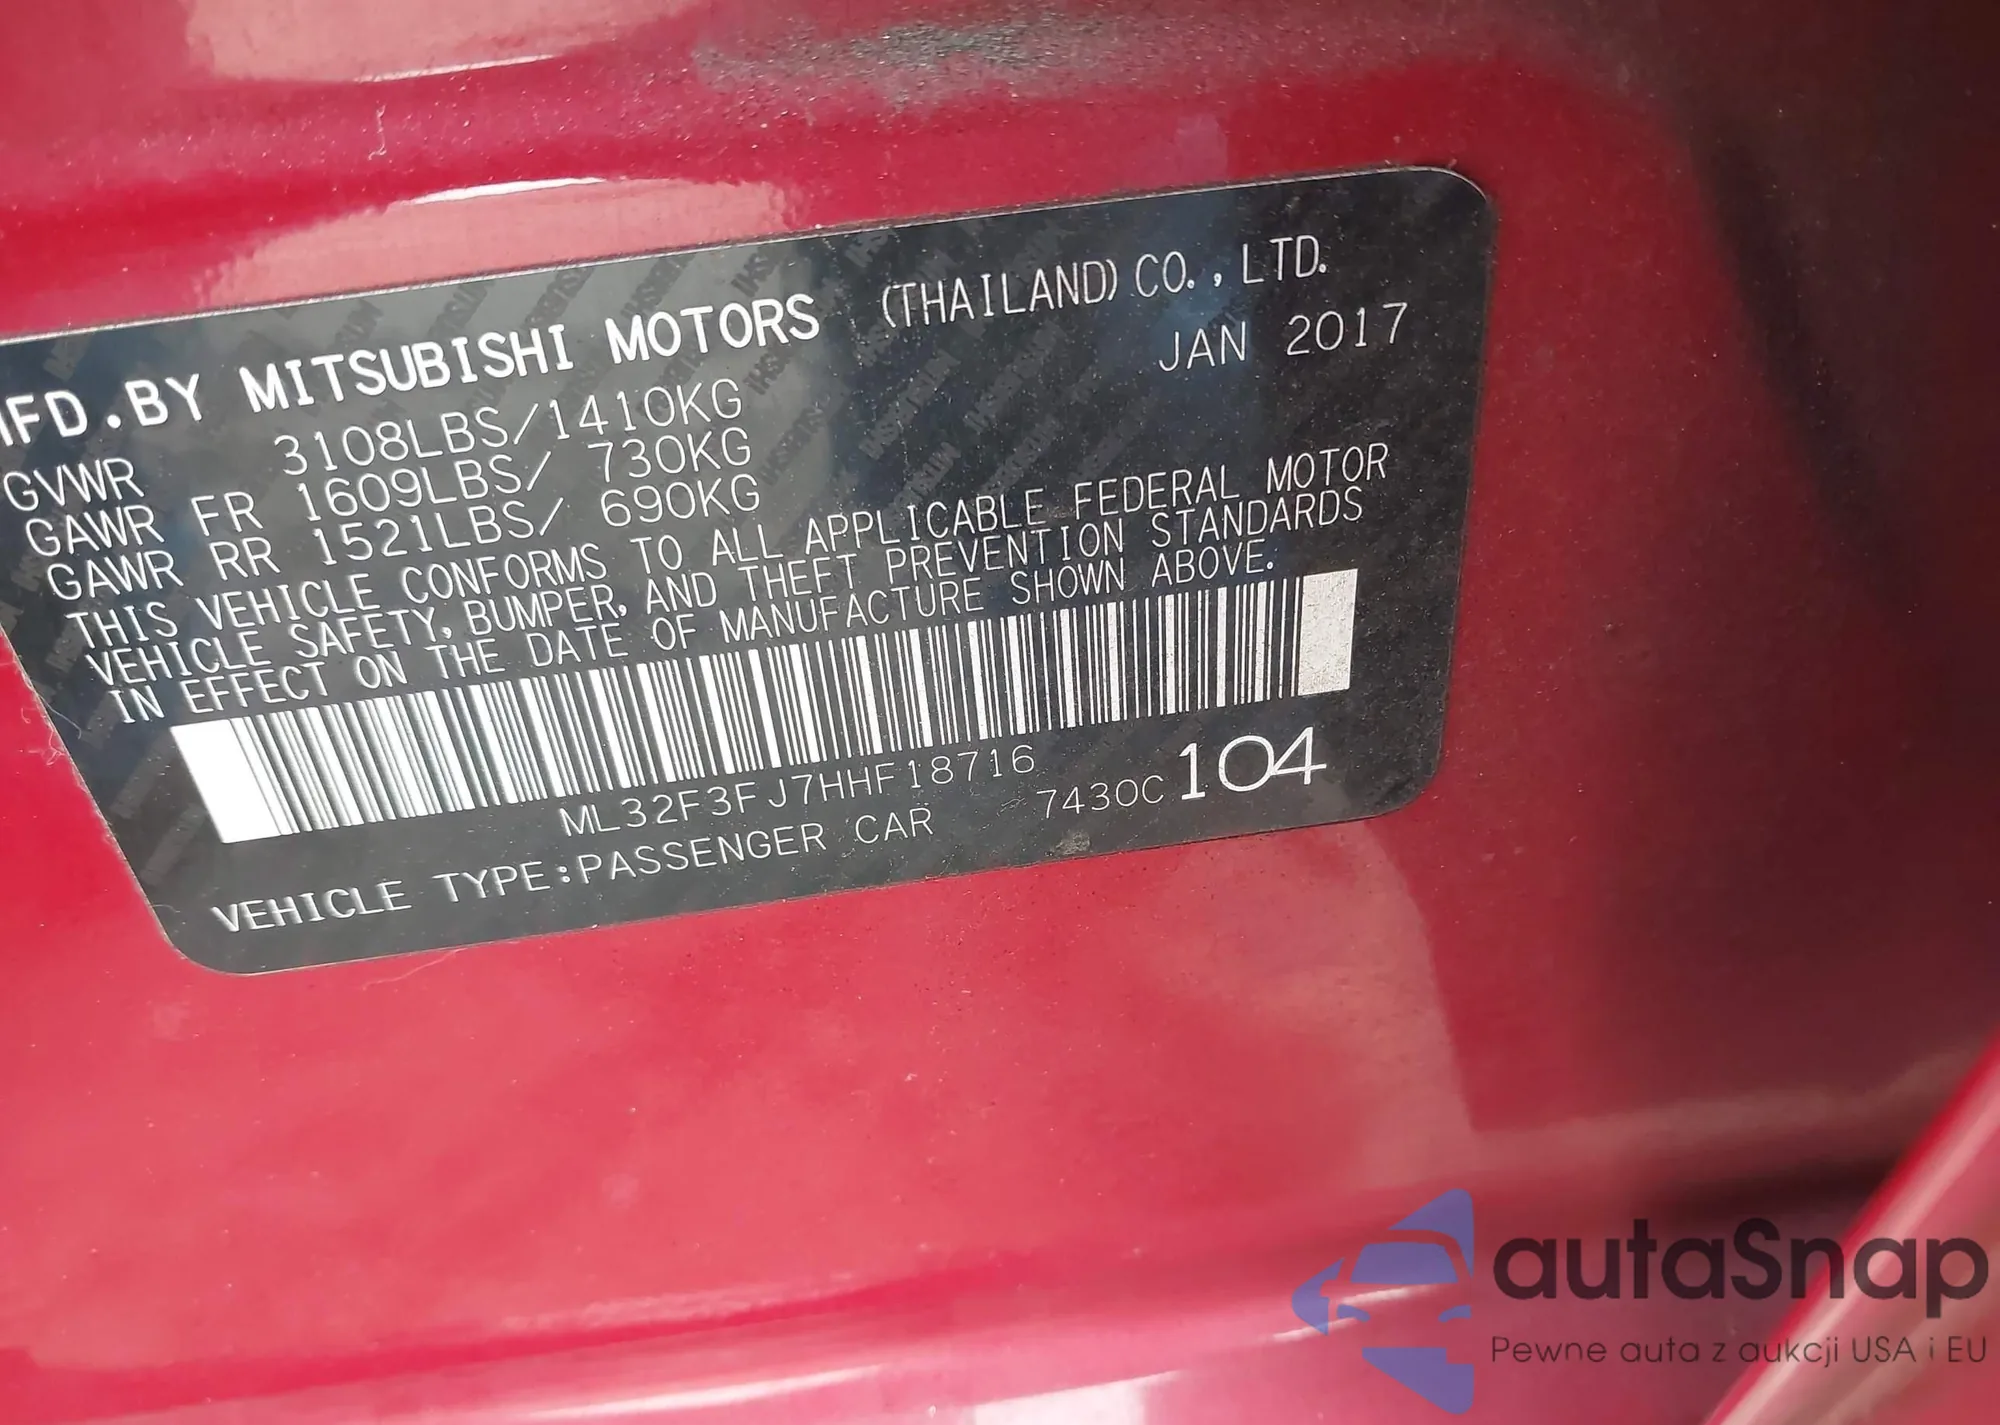 MFD.BY MITSUBISHI MOTORS (THAILAND) CO., LTD.
JAN 2017
GVWR 3108LBS/1410KG
GAWR FR 1609LBS/ 730KG
GAWR RR 1521LBS/ 690KG
THIS VEHICLE CONFORMS TO ALL APPLICABLE FEDERAL MOTOR
VEHICLE SAFETY, BUMPER, AND THEFT PREVENTION STANDARDS
IN EFFECT ON THE DATE OF MANUFACTURE SHOWN ABOVE.
ML32F3FJ7HHF18716
VEHICLE TYPE:PASSENGER CAR 7430C 104
autaSnap
Pewne auta z aukcji USA i EU